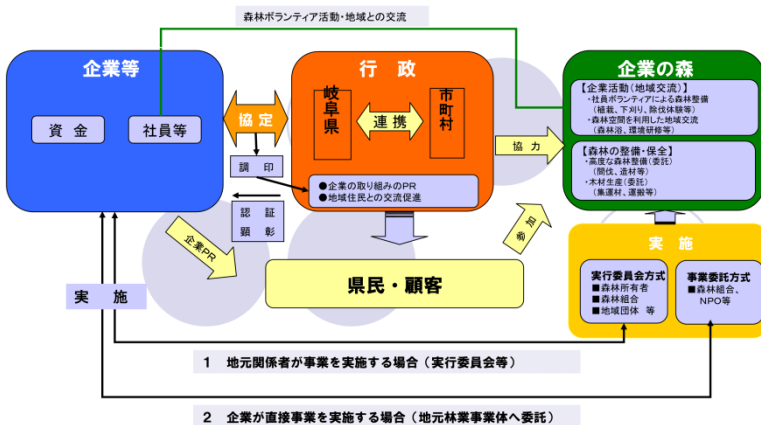 森林ボランティア活動・地域との交流
企業等
資 金
社員等
協定
調 印
認 証
顕 彰
行 政
岐阜県
連 携
市町村
●企業の取り組みのPR
●地域住民との交流促進
協 力
企業の森
【企業活動(地域交流)】
・社員ボランティアによる森林整備
(植栽、下刈り、除伐体験等)
・森林空間を利用した地域交流
(森林浴、環境研修等)
【森林の整備・保全】
・高度な森林整備(委託)
(間伐、造材等)
・木材生産(委託)
(集運材、運搬等)
企業PR
参 加
県民・顧客
実 施
実 施
実行委員会方式
■森林所有者
■森林組合
■地域団体 等
事業委託方式
■森林組合、
NPO等
1 地元関係者が事業を実施する場合(実行委員会等)
2 企業が直接事業を実施する場合(地元林業事業体へ委託)